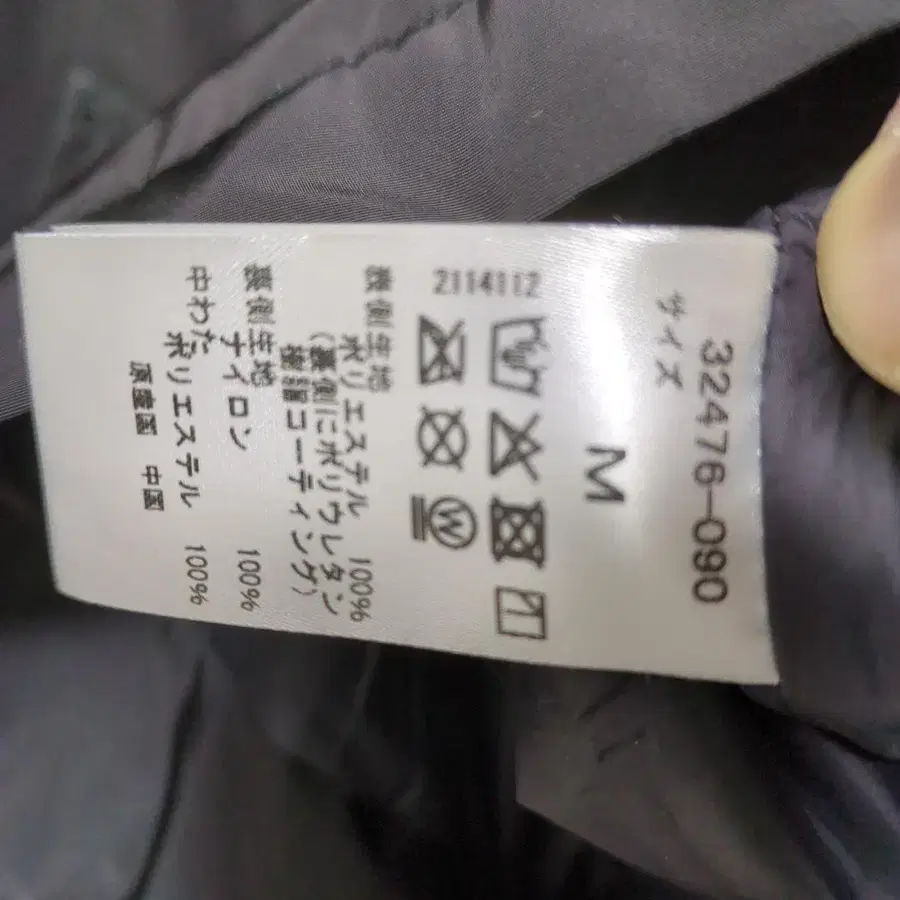 32476-090
サイズ
M
W
2114112
表側生地
ポリエステル 100%
(裏側にポリウレタン
樹脂コーティング)
裏側生地
ナイロン 100%
中わた
ポリエステル 100%
原産国 中国